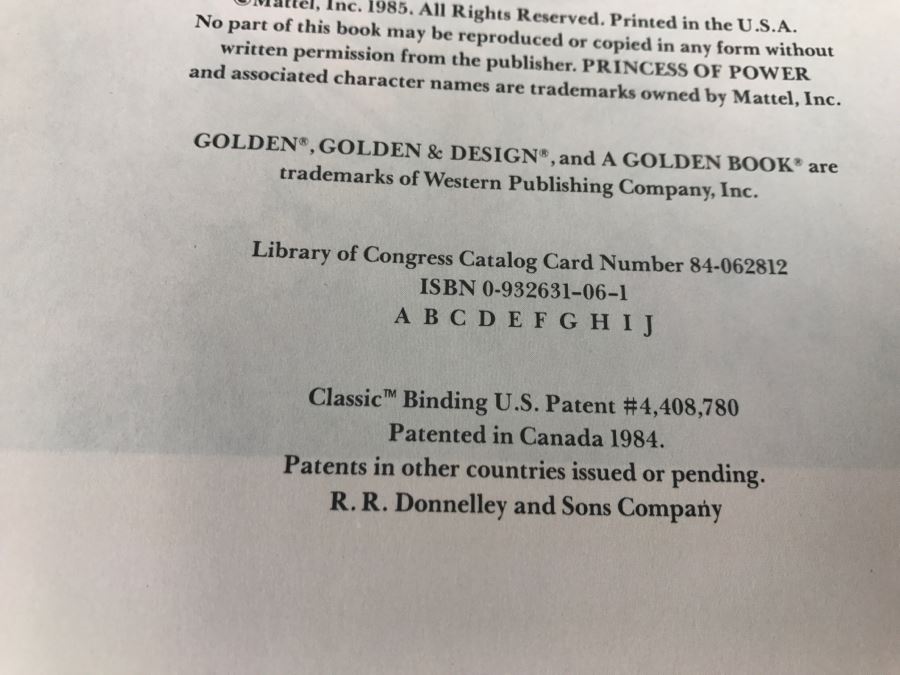 ©Mattel, Inc. 1985. All Rights Reserved. Printed in the U.S.A.
No part of this book may be reproduced or copied in any form without
written permission from the publisher. PRINCESS OF POWER
and associated character names are trademarks owned by Mattel, Inc.
GOLDEN®, GOLDEN & DESIGN®, and A GOLDEN BOOK® are
trademarks of Western Publishing Company, Inc.
Library of Congress Catalog Card Number 84-062812
ISBN 0-932631-06-1
A B C D E F G H I J
Classic™ Binding U.S. Patent #4,408,780
Patented in Canada 1984.
Patents in other countries issued or pending.
R. R. Donnelley and Sons Company